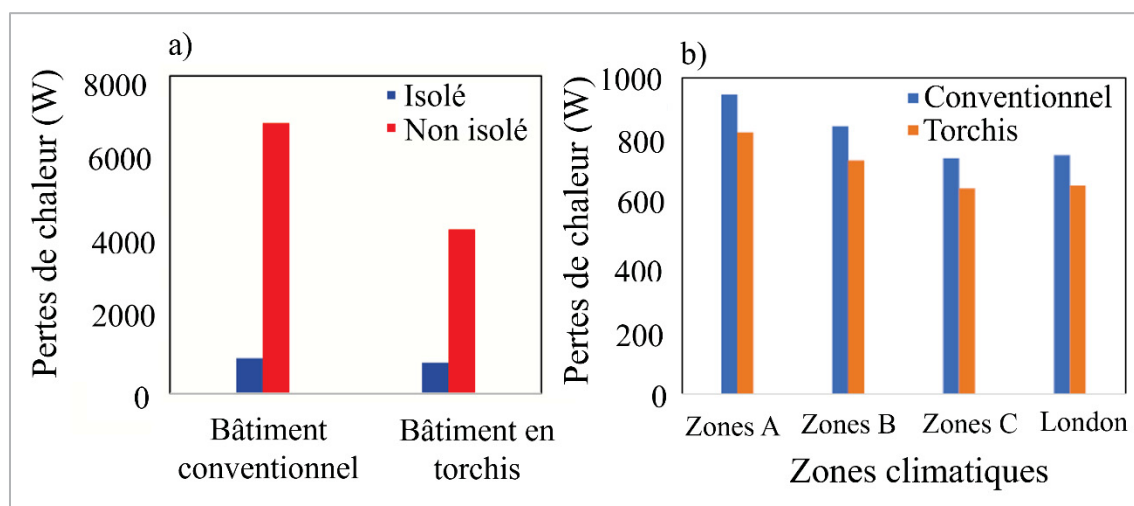 a)
Pertes de chaleur (W)
8000
6000
4000
2000
0
Isolé
Non isolé
Bâtiment
conventionnel
Bâtiment en
torchis
b)
Pertes de chaleur (W)
1000
800
600
400
200
0
Conventionnel
Torchis
Zones A
Zones B
Zones C
London
Zones climatiques